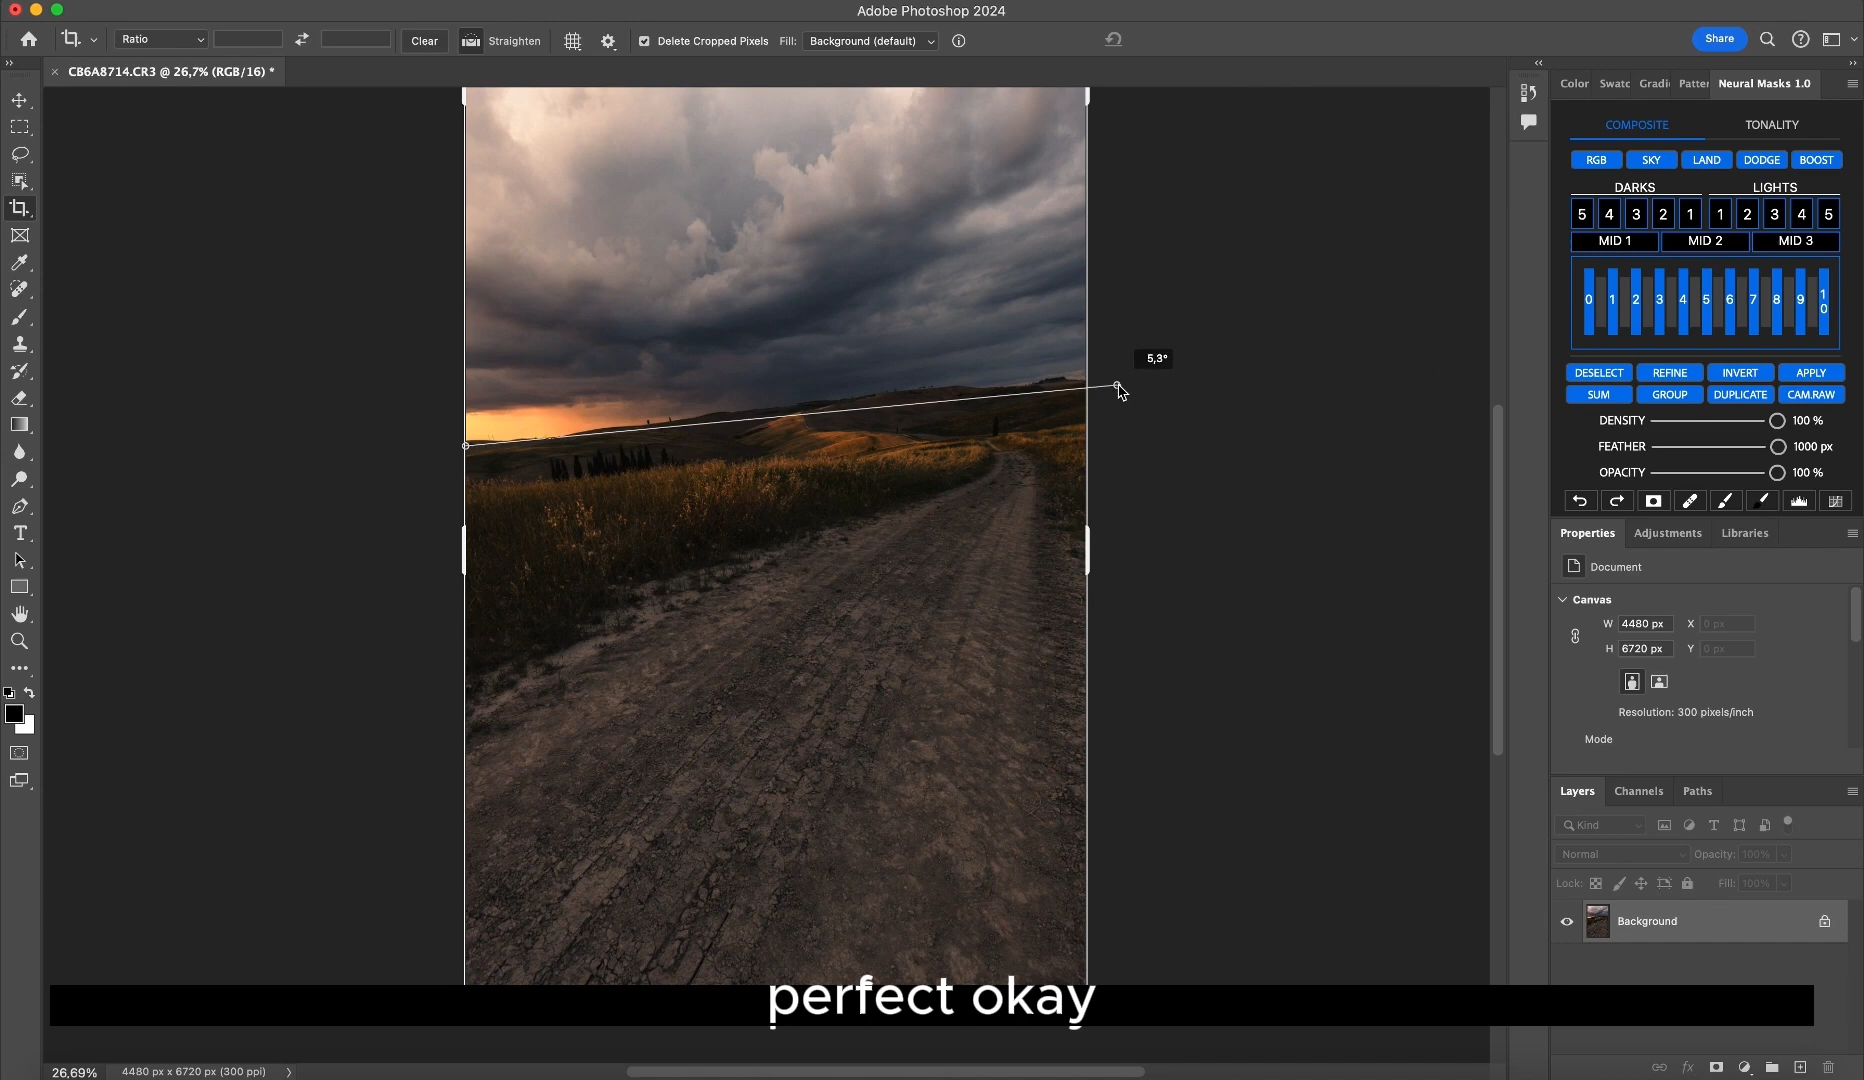 Adobe Photoshop 2024
Ratio
Clear
Straighten
Delete Cropped Pixels
Fill:
Background (default)
Share
CB6A8714.CR3 @ 26,7% (RGB/16) *
Color
Swatc
Gradi
Patter
Neural Masks 1.0
COMPOSITE
TONALITY
RGB
SKY
LAND
DODGE
BOOST
DARKS
LIGHTS
5 4 3 2 1 1 2 3 4 5
MID 1
MID 2
MID 3
0 1 2 3 4 5 6 7 8 9 10
5,3°
DESELECT
REFINE
INVERT
APPLY
SUM
GROUP
DUPLICATE
CAM.RAW
DENSITY
100 %
FEATHER
1000 px
OPACITY
100 %
Properties
Adjustments
Libraries
Document
Canvas
W 4480 px X 0 px
H 6720 px Y 0 px
Resolution: 300 pixels/inch
Mode
Layers
Channels
Paths
Kind
Normal
Opacity: 100%
Lock:
Fill: 100%
Background
perfect okay
26,69%
4480 px x 6720 px (300 ppi)